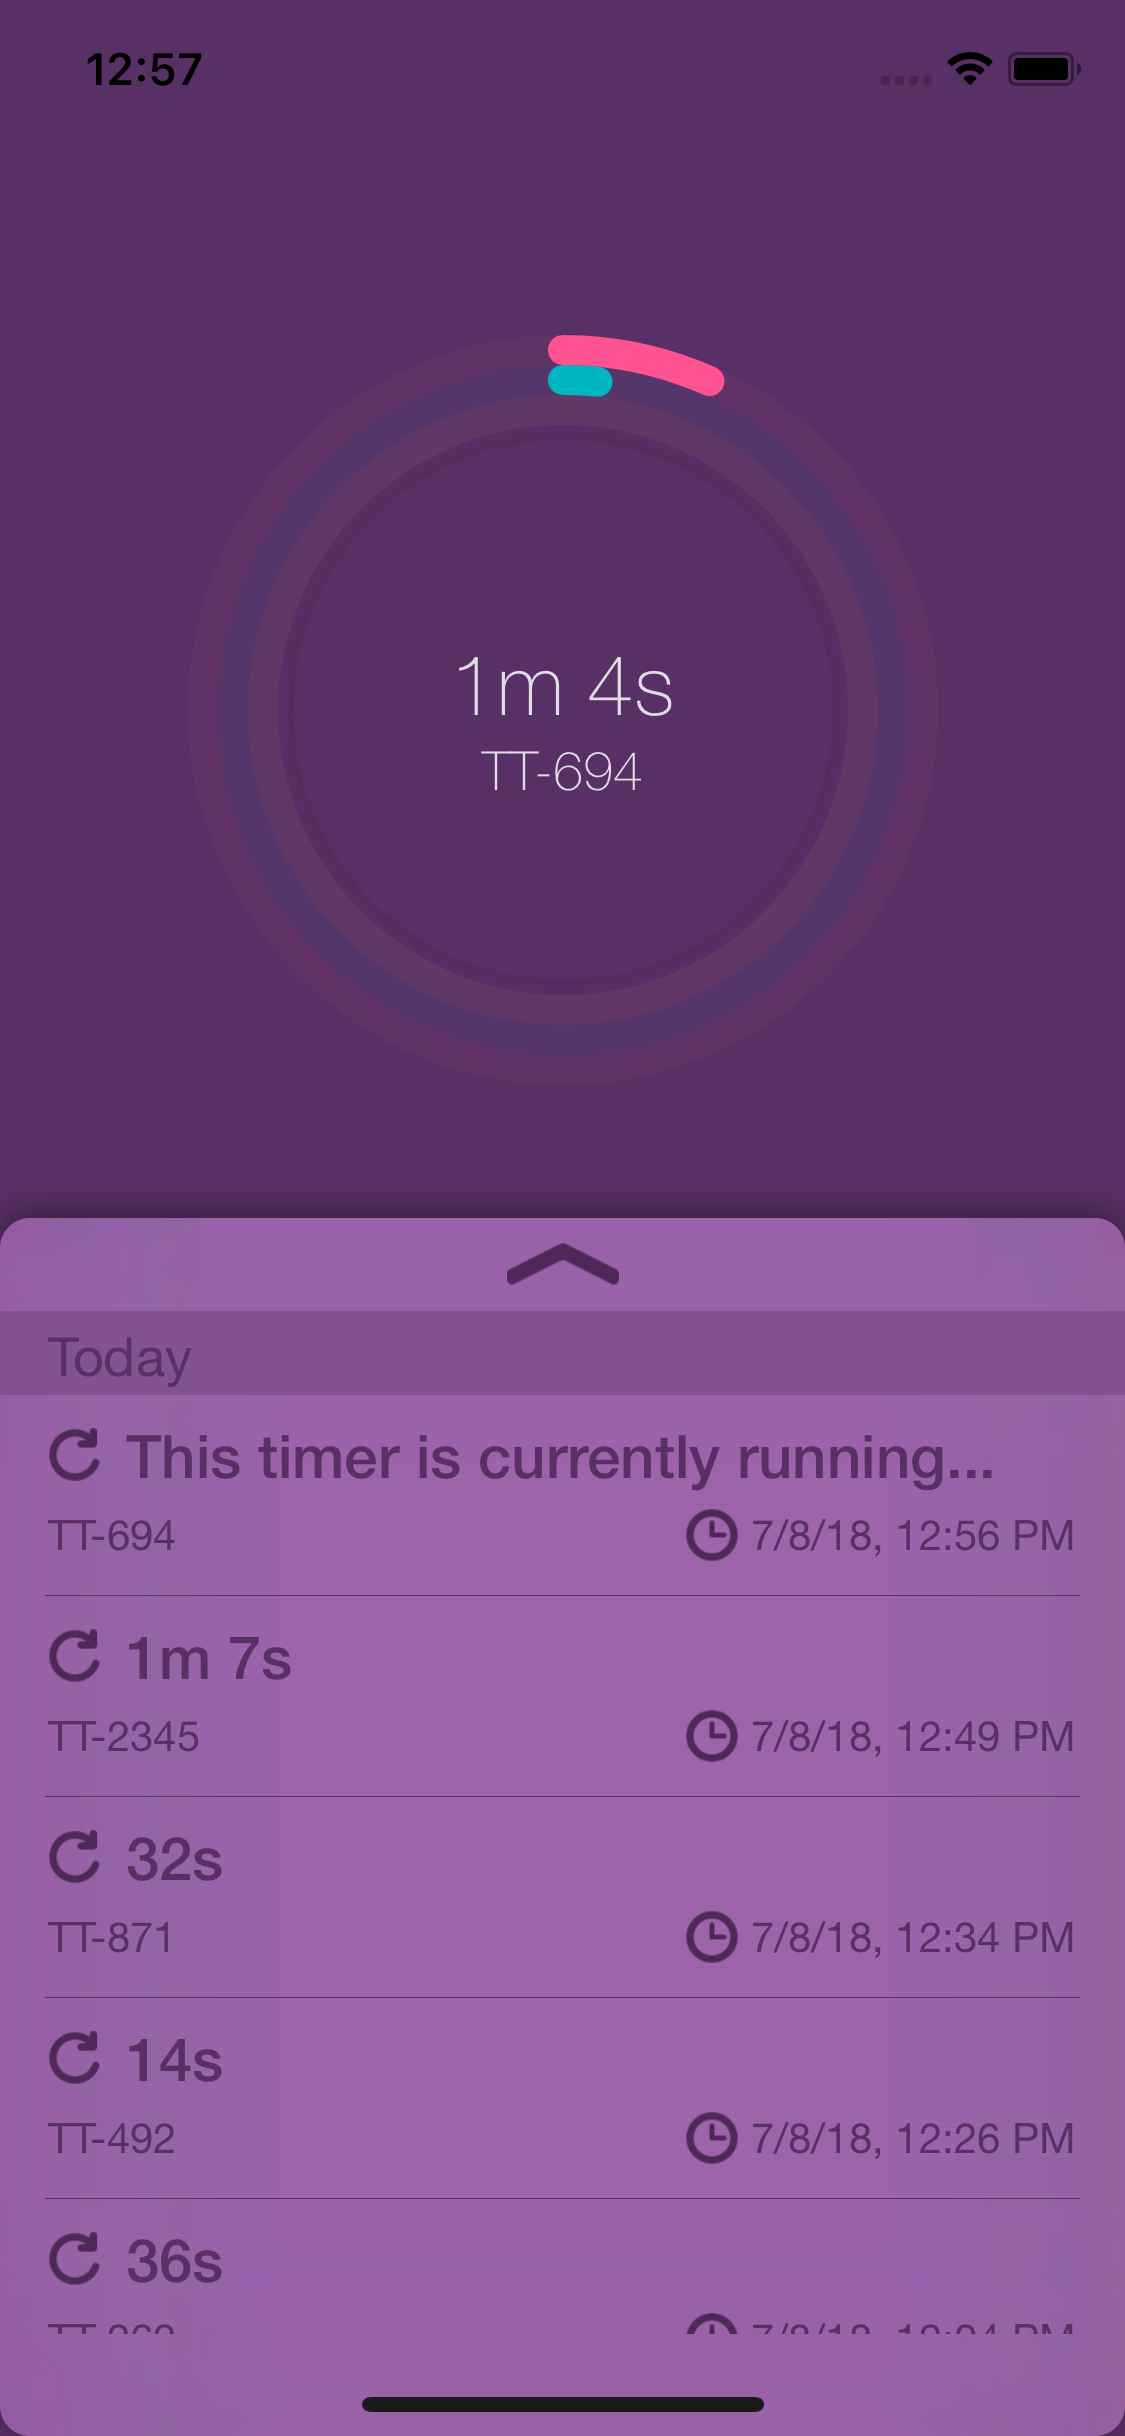 12:57
1m 4s
TT-694
Today
This timer is currently running...
TT-694 7/8/18, 12:56 PM
1m 7s
TT-2345 7/8/18, 12:49 PM
32s
TT-871 7/8/18, 12:34 PM
14s
TT-492 7/8/18, 12:26 PM
36s